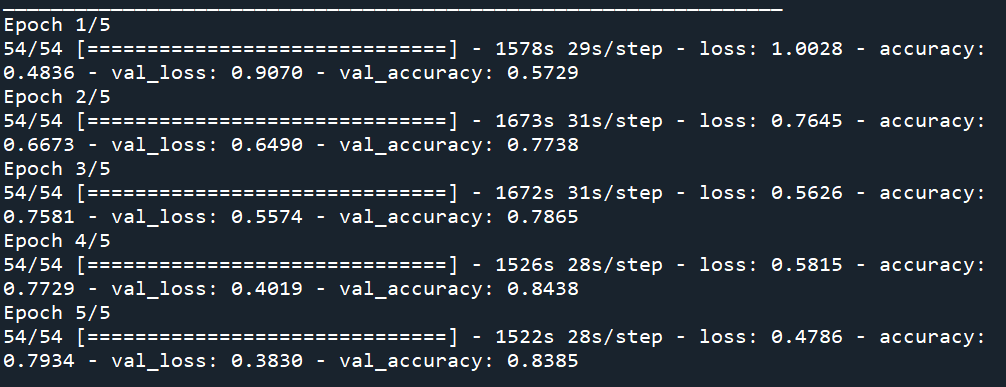 _________________________________________________________________
Epoch 1/5
54/54 [==============================] - 1578s 29s/step - loss: 1.0028 - accuracy:
0.4836 - val_loss: 0.9070 - val_accuracy: 0.5729
Epoch 2/5
54/54 [==============================] - 1673s 31s/step - loss: 0.7645 - accuracy:
0.6673 - val_loss: 0.6490 - val_accuracy: 0.7738
Epoch 3/5
54/54 [==============================] - 1672s 31s/step - loss: 0.5626 - accuracy:
0.7581 - val_loss: 0.5574 - val_accuracy: 0.7865
Epoch 4/5
54/54 [==============================] - 1526s 28s/step - loss: 0.5815 - accuracy:
0.7729 - val_loss: 0.4019 - val_accuracy: 0.8438
Epoch 5/5
54/54 [==============================] - 1522s 28s/step - loss: 0.4786 - accuracy:
0.7934 - val_loss: 0.3830 - val_accuracy: 0.8385